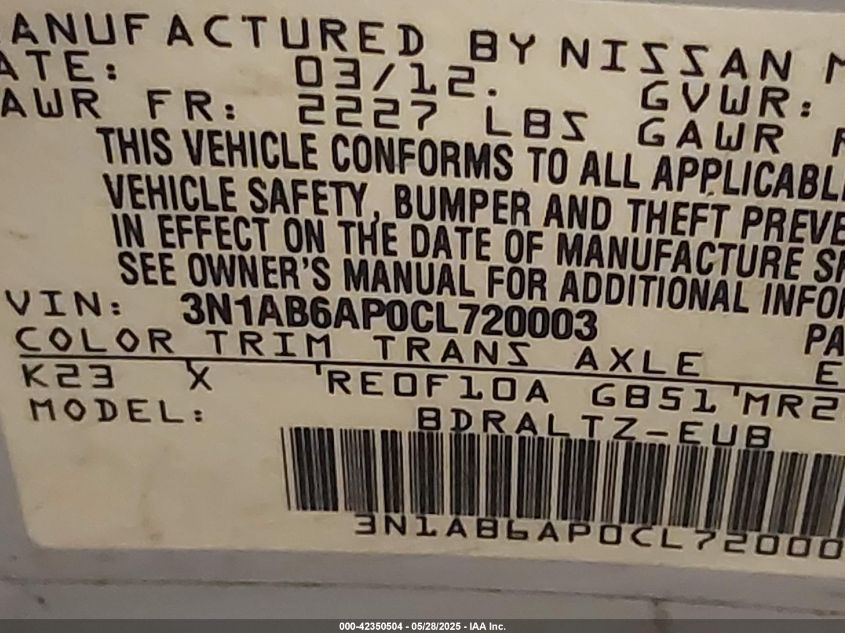 ANUFACTURED BY NISSAN M
ATE: 03/12. GVWR:
AWR FR: 2227 LBS GAWR R
THIS VEHICLE CONFORMS TO ALL APPLICABL
VEHICLE SAFETY, BUMPER AND THEFT PREVE
IN EFFECT ON THE DATE OF MANUFACTURE S
SEE OWNER'S MANUAL FOR ADDITIONAL INFO
VIN: 3N1AB6AP0CL720003
PA
COLOR TRIM TRANS AXLE E
K23 X RE0F10A GB51 MR2
MODEL: BDRALTZ-EUB
3N1AB6AP0CL72000
000-42350504 - 05/28/2025 - IAA Inc.